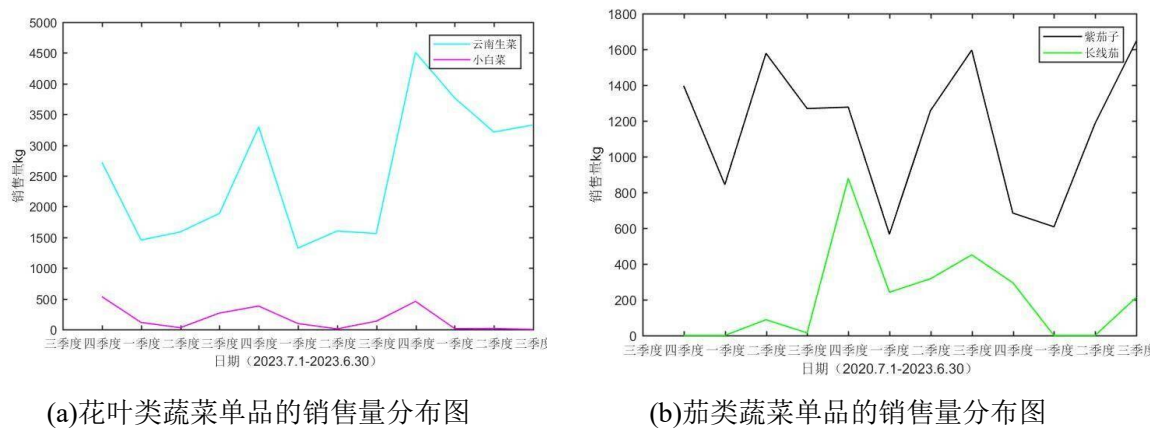 5000
4500
4000
3500
3000
2500
2000
1500
1000
500
0
销售量kg
云南生菜
小白菜
三季度 四季度 一季度 二季度 三季度 四季度 一季度 二季度 三季度 四季度 一季度 二季度 三季度
日期（2023.7.1-2023.6.30）
(a)花叶类蔬菜单品的销售量分布图
1800
1600
1400
1200
1000
800
600
400
200
0
销售量kg
紫茄子
长线茄
三季度 四季度 一季度 二季度 三季度 四季度 一季度 二季度 三季度 四季度 一季度 二季度 三季度
日期（2020.7.1-2023.6.30）
(b)茄类蔬菜单品的销售量分布图